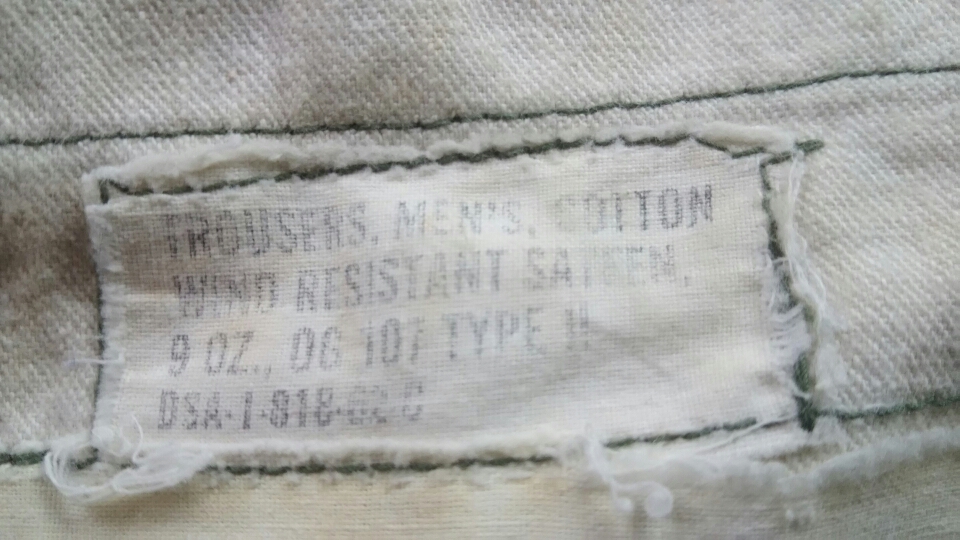 TROUSERS, MEN'S, COTTON
WIND RESISTANT SATEEN,
9 OZ., OG 107 TYPE II
DSA-1-818-62-C